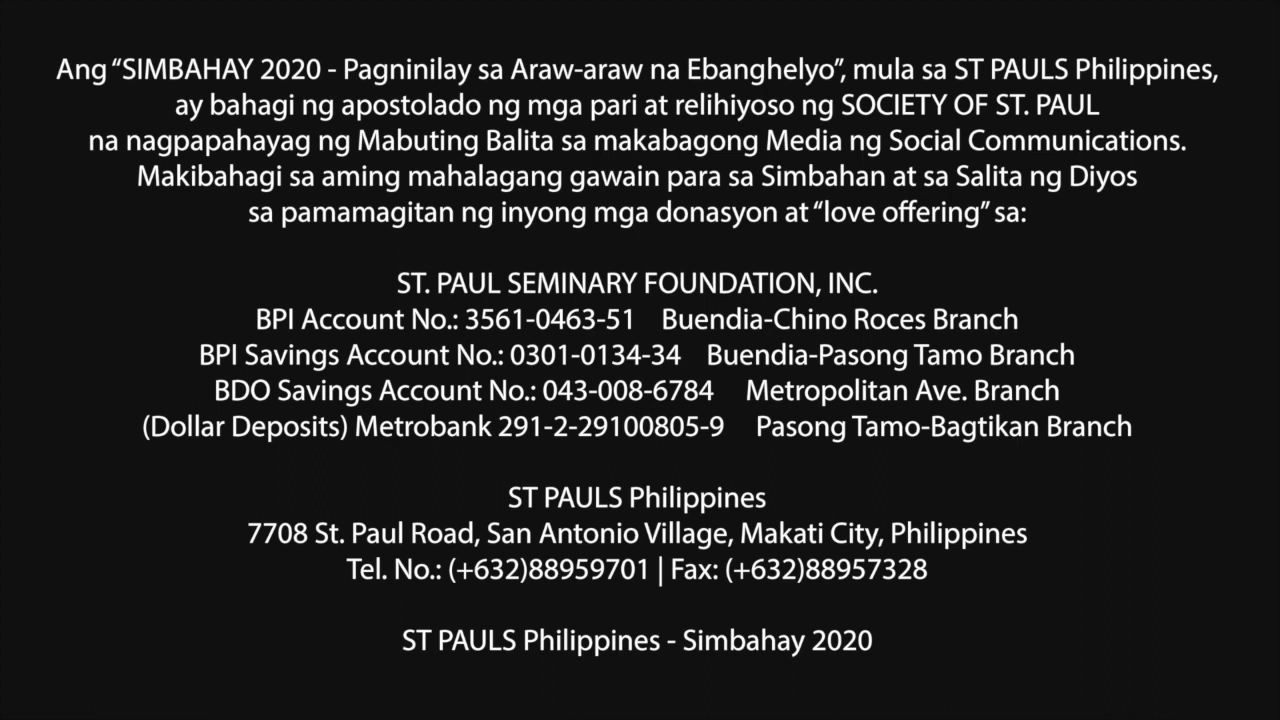 Ang “SIMBAHAY 2020 - Pagninilay sa Araw-araw na Ebanghelyo”, mula sa ST PAULS Philippines,
ay bahagi ng apostolado ng mga pari at relihiyoso ng SOCIETY OF ST. PAUL
na nagpapahayag ng Mabuting Balita sa makabagong Media ng Social Communications.
Makibahagi sa aming mahalagang gawain para sa Simbahan at sa Salita ng Diyos
sa pamamagitan ng inyong mga donasyon at “love offering” sa:
ST. PAUL SEMINARY FOUNDATION, INC.
BPI Account No.: 3561-0463-51 Buendia-Chino Roces Branch
BPI Savings Account No.: 0301-0134-34 Buendia-Pasong Tamo Branch
BDO Savings Account No.: 043-008-6784 Metropolitan Ave. Branch
(Dollar Deposits) Metrobank 291-2-29100805-9 Pasong Tamo-Bagtikan Branch
ST PAULS Philippines
7708 St. Paul Road, San Antonio Village, Makati City, Philippines
Tel. No.: (+632)88959701 | Fax: (+632)88957328
ST PAULS Philippines - Simbahay 2020